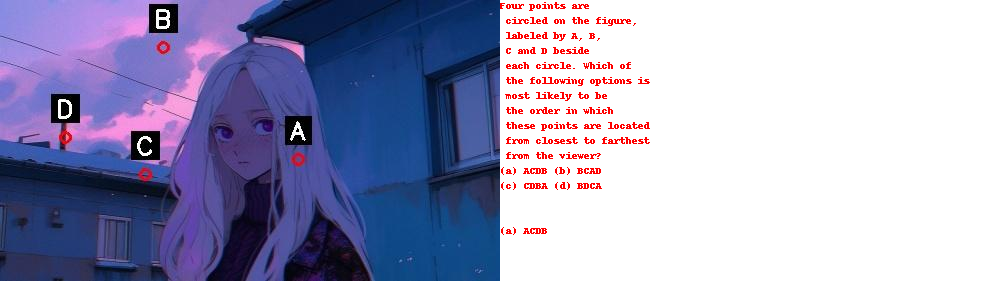 B
D
C
A
Four points are
circled on the figure,
labeled by A, B,
C and D beside
each circle. Which of
the following options is
most likely to be
the order in which
these points are located
from closest to farthest
from the viewer?
(a) ACDB (b) BCAD
(c) CDBA (d) BDCA
(a) ACDB